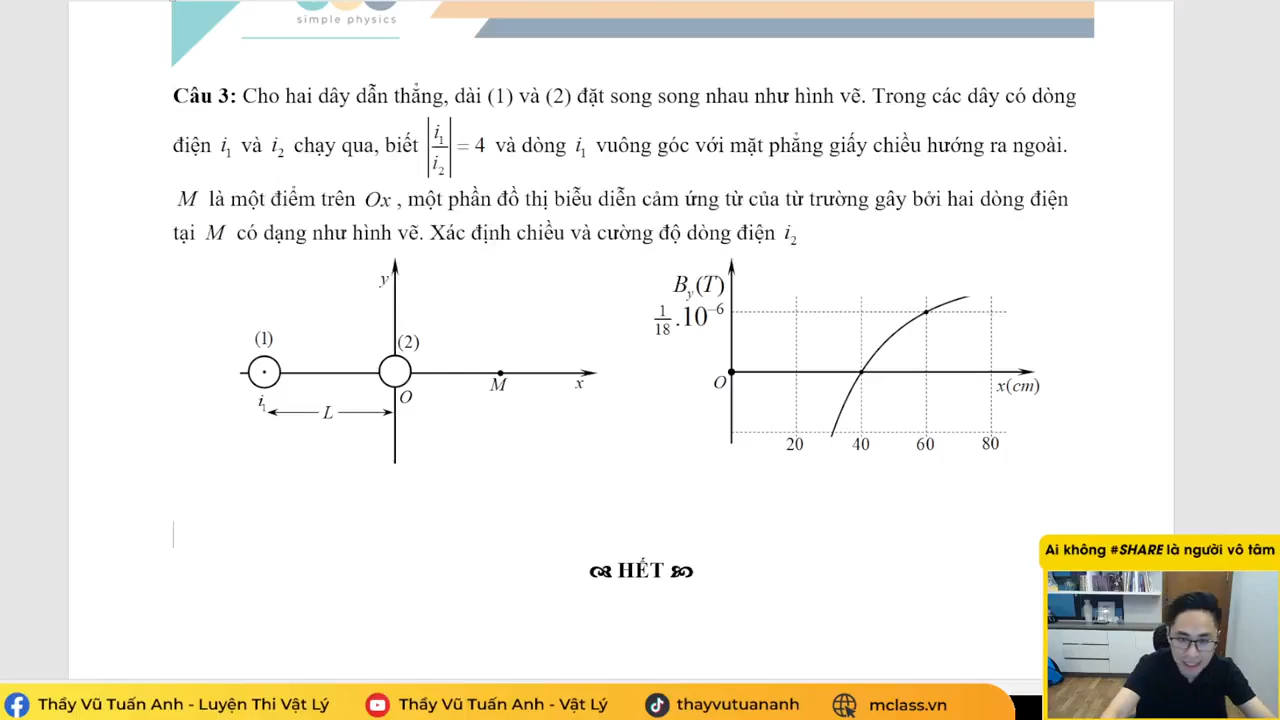 simple physics
Câu 3: Cho hai dây dẫn thẳng, dài (1) và (2) đặt song song nhau như hình vẽ. Trong các dây có dòng
điện i₁ và i₂ chạy qua, biết |i₁/i₂| = 4 và dòng i₁ vuông góc với mặt phẳng giấy chiều hướng ra ngoài.
M là một điểm trên Ox, một phần đồ thị biễu diễn cảm ứng từ của từ trường gây bởi hai dòng điện
tại M có dạng như hình vẽ. Xác định chiều và cường độ dòng điện i₂
y
(1)
(2)
M
x
i₁
L
O
B_y(T)
1/18 .10⁻⁶
O
x(cm)
20
40
60
80
HẾT
Ai không #SHARE là người vô tâm
Thầy Vũ Tuấn Anh - Luyện Thi Vật Lý
Thầy Vũ Tuấn Anh - Vật Lý
thayvutuananh
mclass.vn